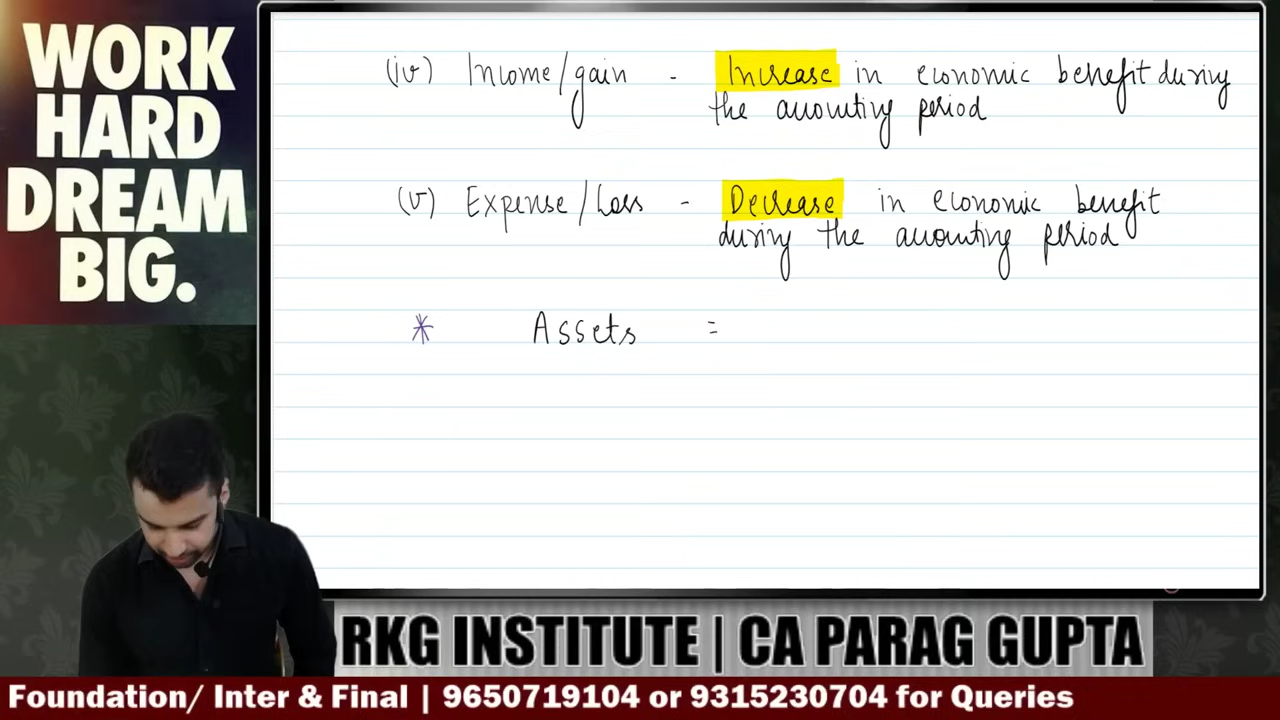 WORK
HARD
DREAM
BIG.
(iv) Income/gain - Increase in economic benefit during
the accounting period
(v) Expense/Loss - Decrease in economic benefit
during the accounting period
* Assets =
RKG INSTITUTE | CA PARAG GUPTA
Foundation/ Inter & Final | 9650719104 or 9315230704 for Queries